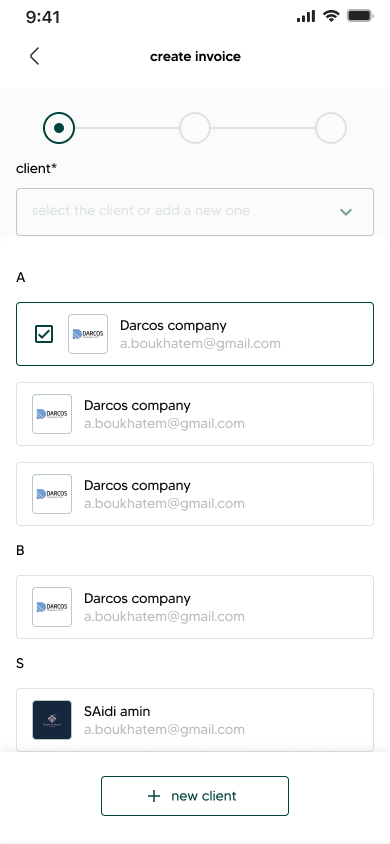 9:41
create invoice
client*
select the client or add a new one
A
DARCOS
Darcos company
a.boukhatem@gmail.com
DARCOS
Darcos company
a.boukhatem@gmail.com
DARCOS
Darcos company
a.boukhatem@gmail.com
B
DARCOS
Darcos company
a.boukhatem@gmail.com
S
SAidi amin
a.boukhatem@gmail.com
+ new client